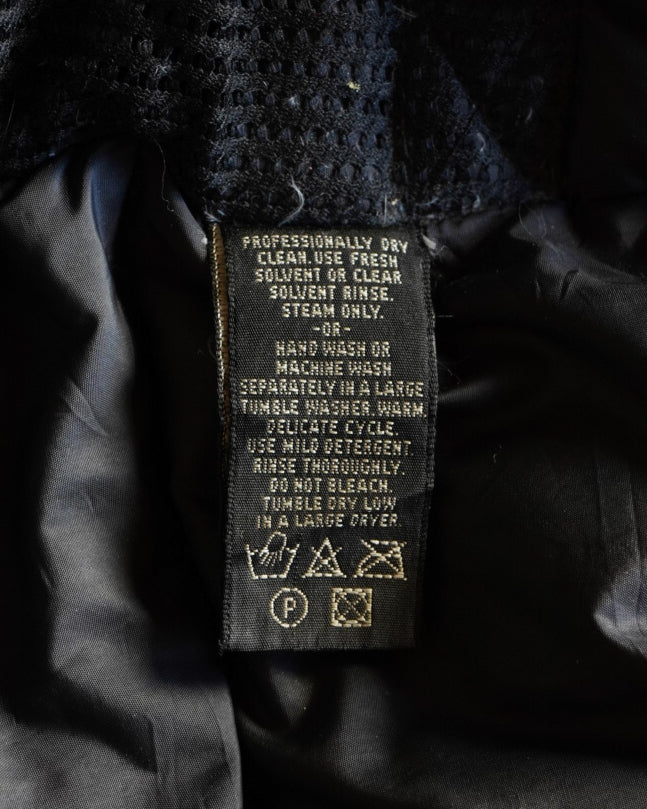 PROFESSIONALLY DRY
CLEAN. USE FRESH
SOLVENT OR CLEAR
SOLVENT RINSE.
STEAM ONLY.
-OR-
HAND WASH OR
MACHINE WASH
SEPARATELY IN A LARGE
TUMBLE WASHER WARM
DELICATE CYCLE.
USE MILD DETERGENT.
RINSE THOROUGHLY.
DO NOT BLEACH.
TUMBLE DRY LOW
IN A LARGE DRYER.
P